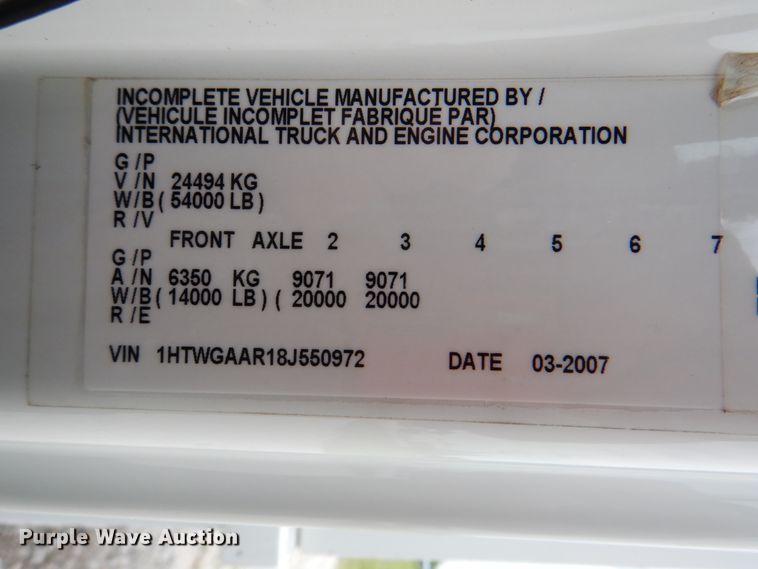 INCOMPLETE VEHICLE MANUFACTURED BY /
(VEHICULE INCOMPLET FABRIQUE PAR)
INTERNATIONAL TRUCK AND ENGINE CORPORATION
G /P
V /N 24494 KG
W/B ( 54000 LB )
R /V
FRONT AXLE 2 3 4 5 6 7
G /P
A /N 6350 KG 9071 9071
W/B ( 14000 LB ) ( 20000 20000
R /E
VIN 1HTWGAAR18J550972 DATE 03-2007
Purple Wave Auction